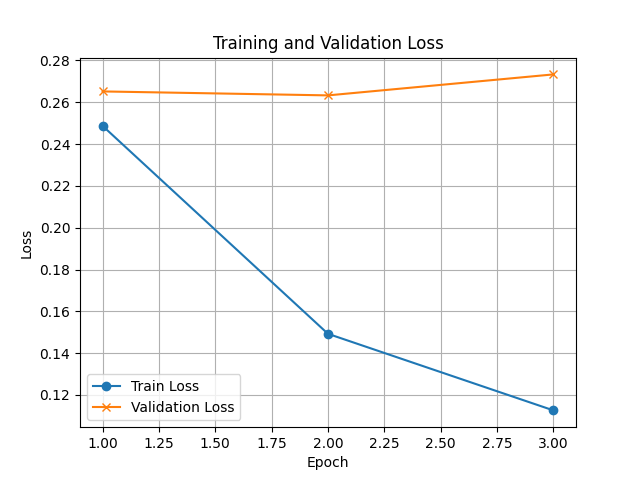 Training and Validation Loss
0.28
0.26
0.24
0.22
0.20
0.18
0.16
0.14
0.12
Loss
Train Loss
Validation Loss
1.00 1.25 1.50 1.75 2.00 2.25 2.50 2.75 3.00
Epoch